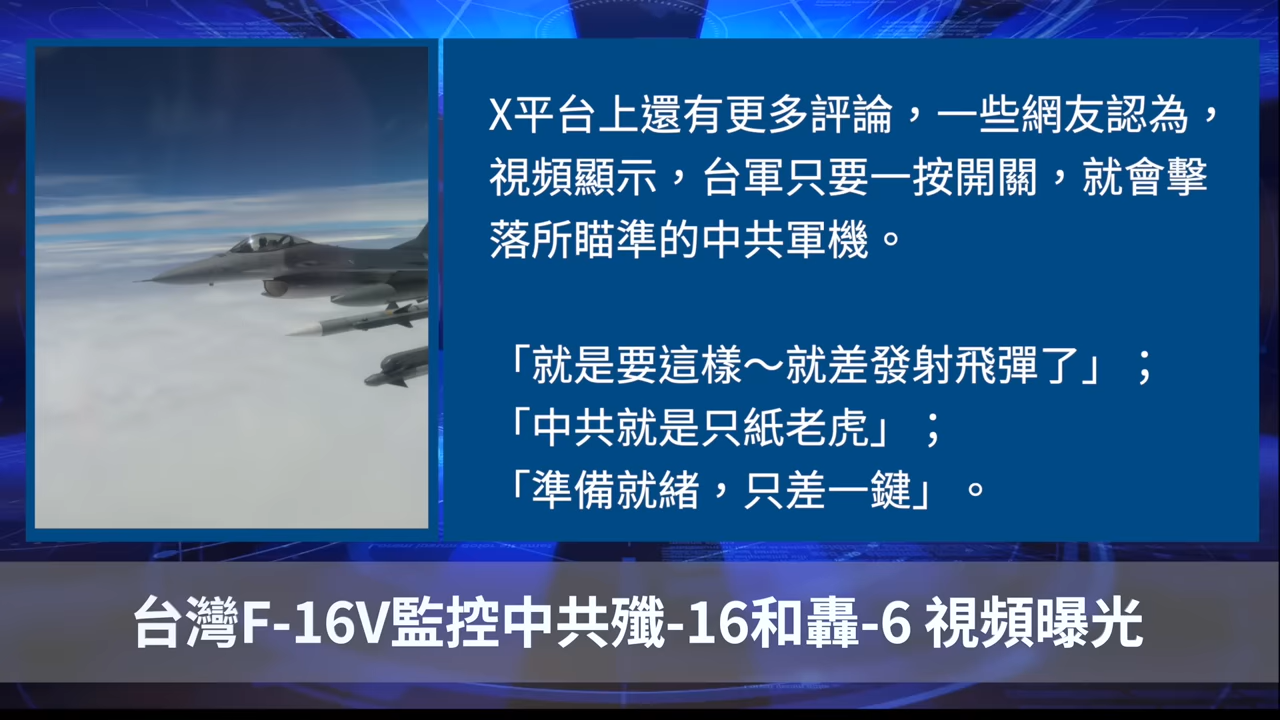 X平台上還有更多評論，一些網友認為，
視頻顯示，台軍只要一按開關，就會擊
落所瞄準的中共軍機。
「就是要這樣～就差發射飛彈了」；
「中共就是只紙老虎」；
「準備就緒，只差一鍵」。
台灣F-16V監控中共殲-16和轟-6 視頻曝光